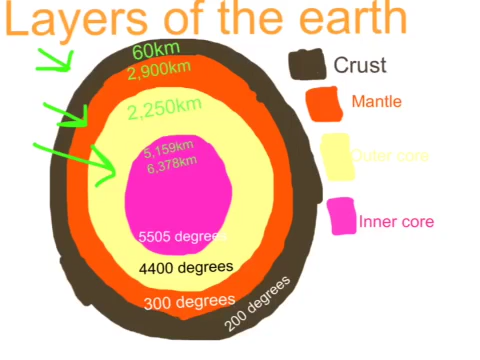 Layers of the earth
60km
2,900km
2,250km
5,159km
6,378km
5505 degrees
4400 degrees
300 degrees
200 degrees
Crust
Mantle
Outer core
Inner core